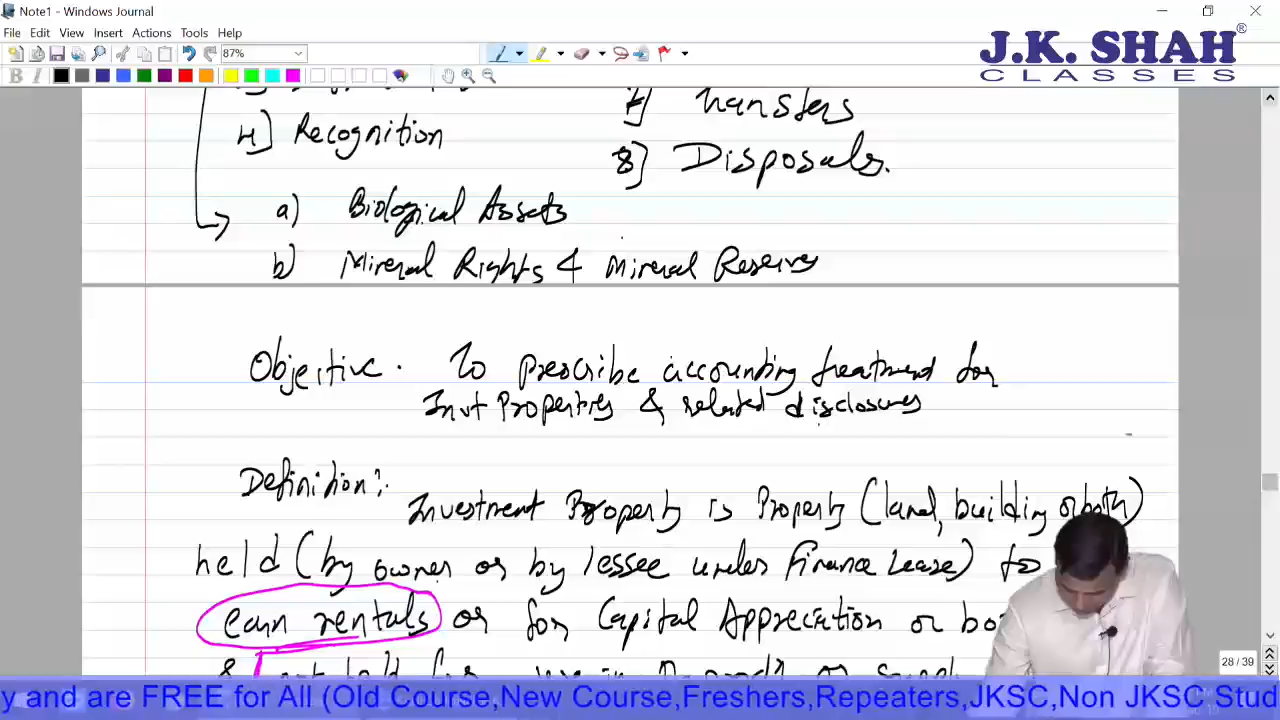 Note1 - Windows Journal
File Edit View Insert Actions Tools Help
87%
J.K. SHAH®
CLASSES
4] Recognition
7] Transfers
8] Disposals.
a) Biological Assets
b) Mineral Rights & Mineral Reserves
Objective. To prescribe accounting treatment for
Invt Properties & related disclosures
Definition:
Investment Property is Property (land, building or both)
held (by owner or by lessee under Finance Lease) to
earn rentals or for Capital Appreciation or
28 / 39
y and are FREE for All (Old Course,New Course,Freshers,Repeaters,JKSC,Non JKSC Stud